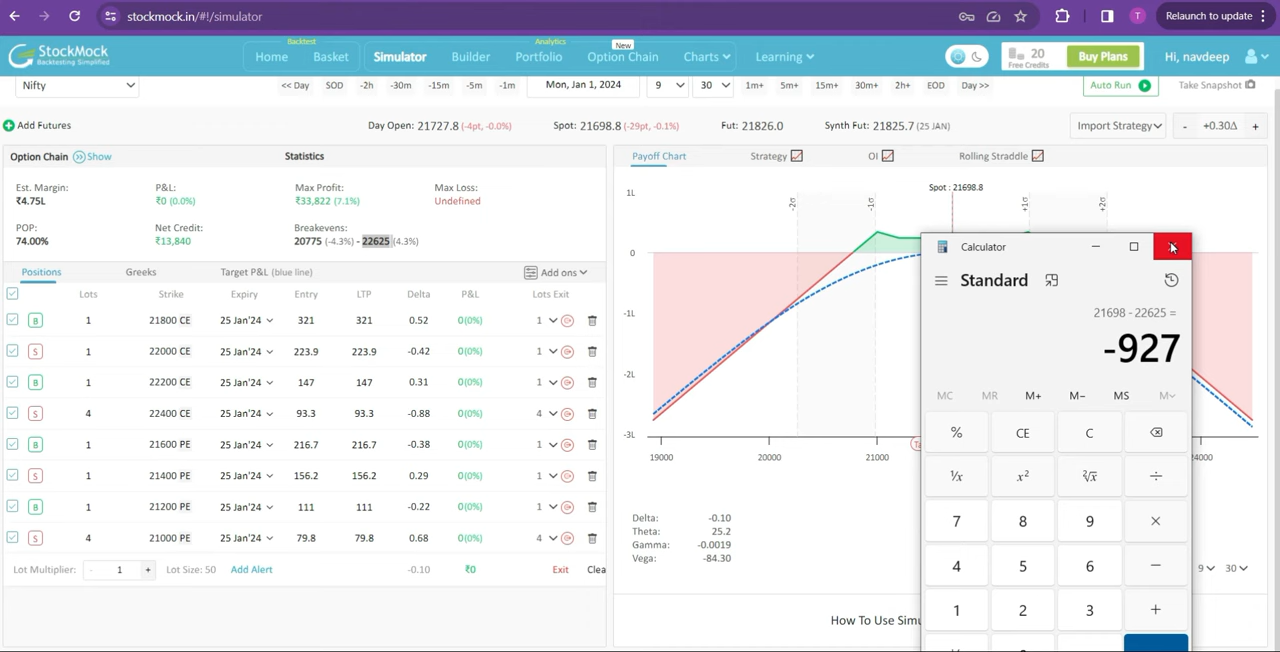 stockmock.in/#!/simulator
T
Relaunch to update
StockMock
Backtesting Simplified
Backtest
Home
Basket
Simulator
Builder
Analytics
Portfolio
New
Option Chain
Charts
Learning
20
Free Credits
Buy Plans
Hi, navdeep
Nifty
<< Day
SOD
-2h
-30m
-15m
-5m
-1m
Mon, Jan 1, 2024
9
30
1m+
5m+
15m+
30m+
2h+
EOD
Day >>
Auto Run
Take Snapshot
Add Futures
Day Open: 21727.8 (-4pt, -0.0%)
Spot: 21698.8 (-29pt, -0.1%)
Fut: 21826.0
Synth Fut: 21825.7 (25 JAN)
Import Strategy
- +0.30Δ +
Option Chain Show
Statistics
Est. Margin:
₹4.75L
P&L:
₹0 (0.0%)
Max Profit:
₹33,822 (7.1%)
Max Loss:
Undefined
POP:
74.00%
Net Credit:
₹13,840
Breakevens:
20775 (-4.3%) - 22625 (4.3%)
Positions
Greeks
Target P&L (blue line)
Add ons
Lots Strike Expiry Entry LTP Delta P&L Lots Exit
B 1 21800 CE 25 Jan'24 321 321 0.52 0(0%) 1
S 1 22000 CE 25 Jan'24 223.9 223.9 -0.42 0(0%) 1
B 1 22200 CE 25 Jan'24 147 147 0.31 0(0%) 1
S 4 22400 CE 25 Jan'24 93.3 93.3 -0.88 0(0%) 4
B 1 21600 PE 25 Jan'24 216.7 216.7 -0.38 0(0%) 1
S 1 21400 PE 25 Jan'24 156.2 156.2 0.29 0(0%) 1
B 1 21200 PE 25 Jan'24 111 111 -0.22 0(0%) 1
S 4 21000 PE 25 Jan'24 79.8 79.8 0.68 0(0%) 4
Lot Multiplier: - 1 + Lot Size: 50 Add Alert -0.10 ₹0 Exit Clea
Payoff Chart
Strategy
OI
Rolling Straddle
Spot : 21698.8
1L
0
-1L
-2L
-3L
-2σ
-1σ
+1σ
+2σ
19000
20000
21000
Ta
24000
Delta: -0.10
Theta: 25.2
Gamma: -0.0019
Vega: -84.30
9
30
How To Use Simu
Calculator
Standard
21698 - 22625 =
-927
MC MR M+ M− MS M˅
% CE C
¹/x x² ²√x ÷
7 8 9 ×
4 5 6 −
1 2 3 +